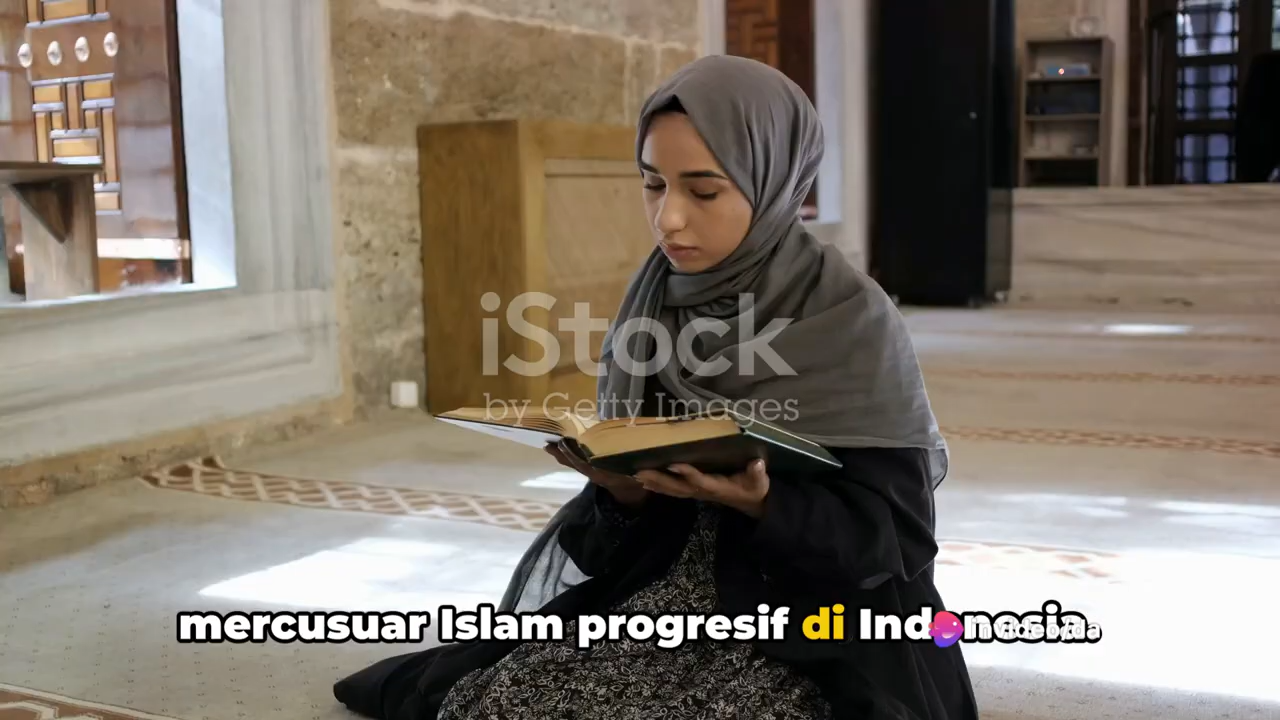 iStock
by Getty Images
mercusuar Islam progresif di Indonesia.